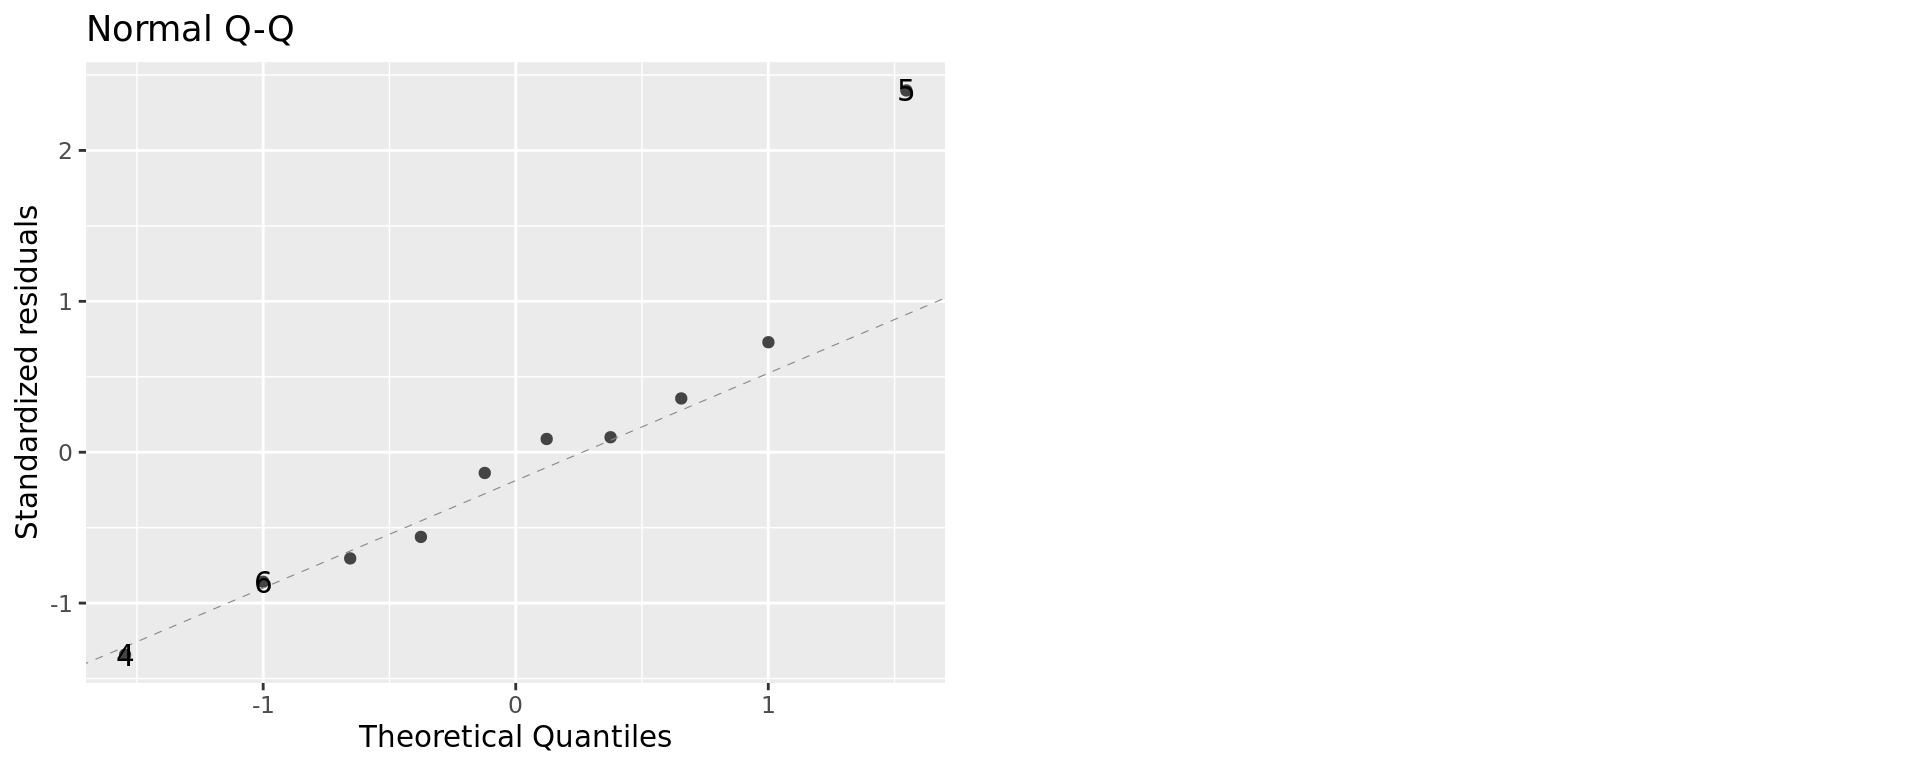 Normal Q-Q
5
2
1
0
6
-1
4
-1 0 1
Standardized residuals
Theoretical Quantiles